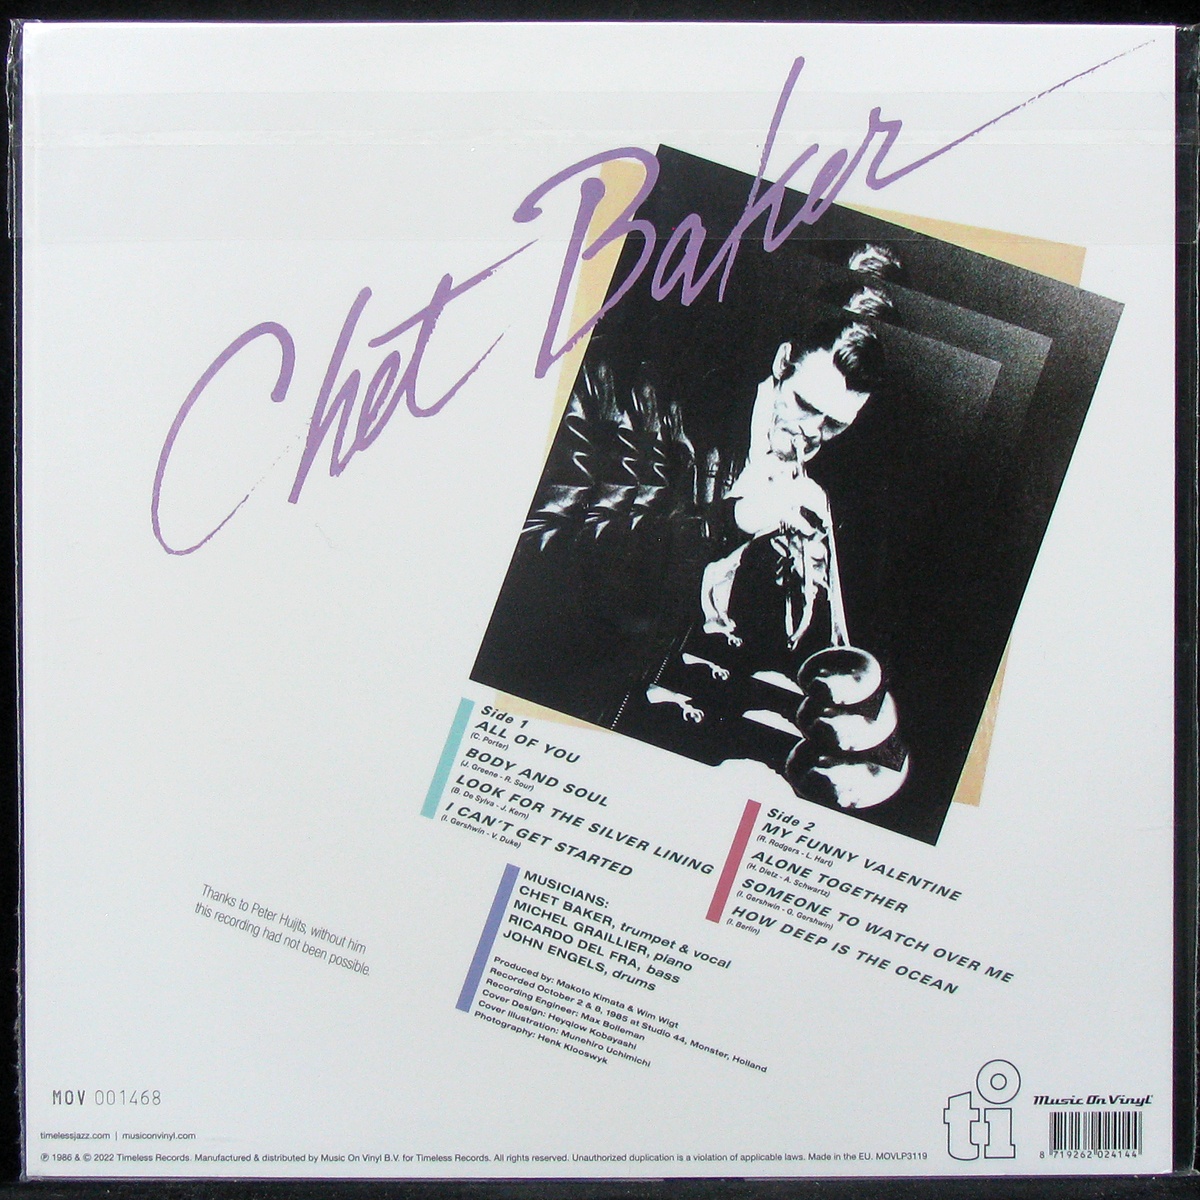 Chet Baker
Side 1
ALL OF YOU
(C. Porter)
BODY AND SOUL
(J. Greene - R. Sour)
LOOK FOR THE SILVER LINING
(B. De Sylva - J. Kern)
I CAN'T GET STARTED
(I. Gershwin - V. Duke)
Side 2
MY FUNNY VALENTINE
(R. Rodgers - L. Hart)
ALONE TOGETHER
(H. Dietz - A. Schwartz)
SOMEONE TO WATCH OVER ME
(I. Gershwin - G. Gershwin)
HOW DEEP IS THE OCEAN
(I. Berlin)
MUSICIANS:
CHET BAKER, trumpet & vocal
MICHEL GRAILLIER, piano
RICARDO DEL FRA, bass
JOHN ENGELS, drums
Produced by: Makoto Kimata & Wim Wigt
Recorded October 2 & 8, 1985 at Studio 44, Monster, Holland
Recording Engineer: Max Bolleman
Cover Design: Heyqiow Kobayashi
Cover Illustration: Munehiro Uchimichi
Photography: Henk Klooswyk
Thanks to Peter Huijts, without him
this recording had not been possible.
MOV 001468
timelessjazz.com | musiconvinyl.com
℗ 1986 & © 2022 Timeless Records. Manufactured & distributed by Music On Vinyl B.V. for Timeless Records. All rights reserved. Unauthorized duplication is a violation of applicable laws. Made in the EU. MOVLP3119
ti
Music On Vinyl
8 719262 024144